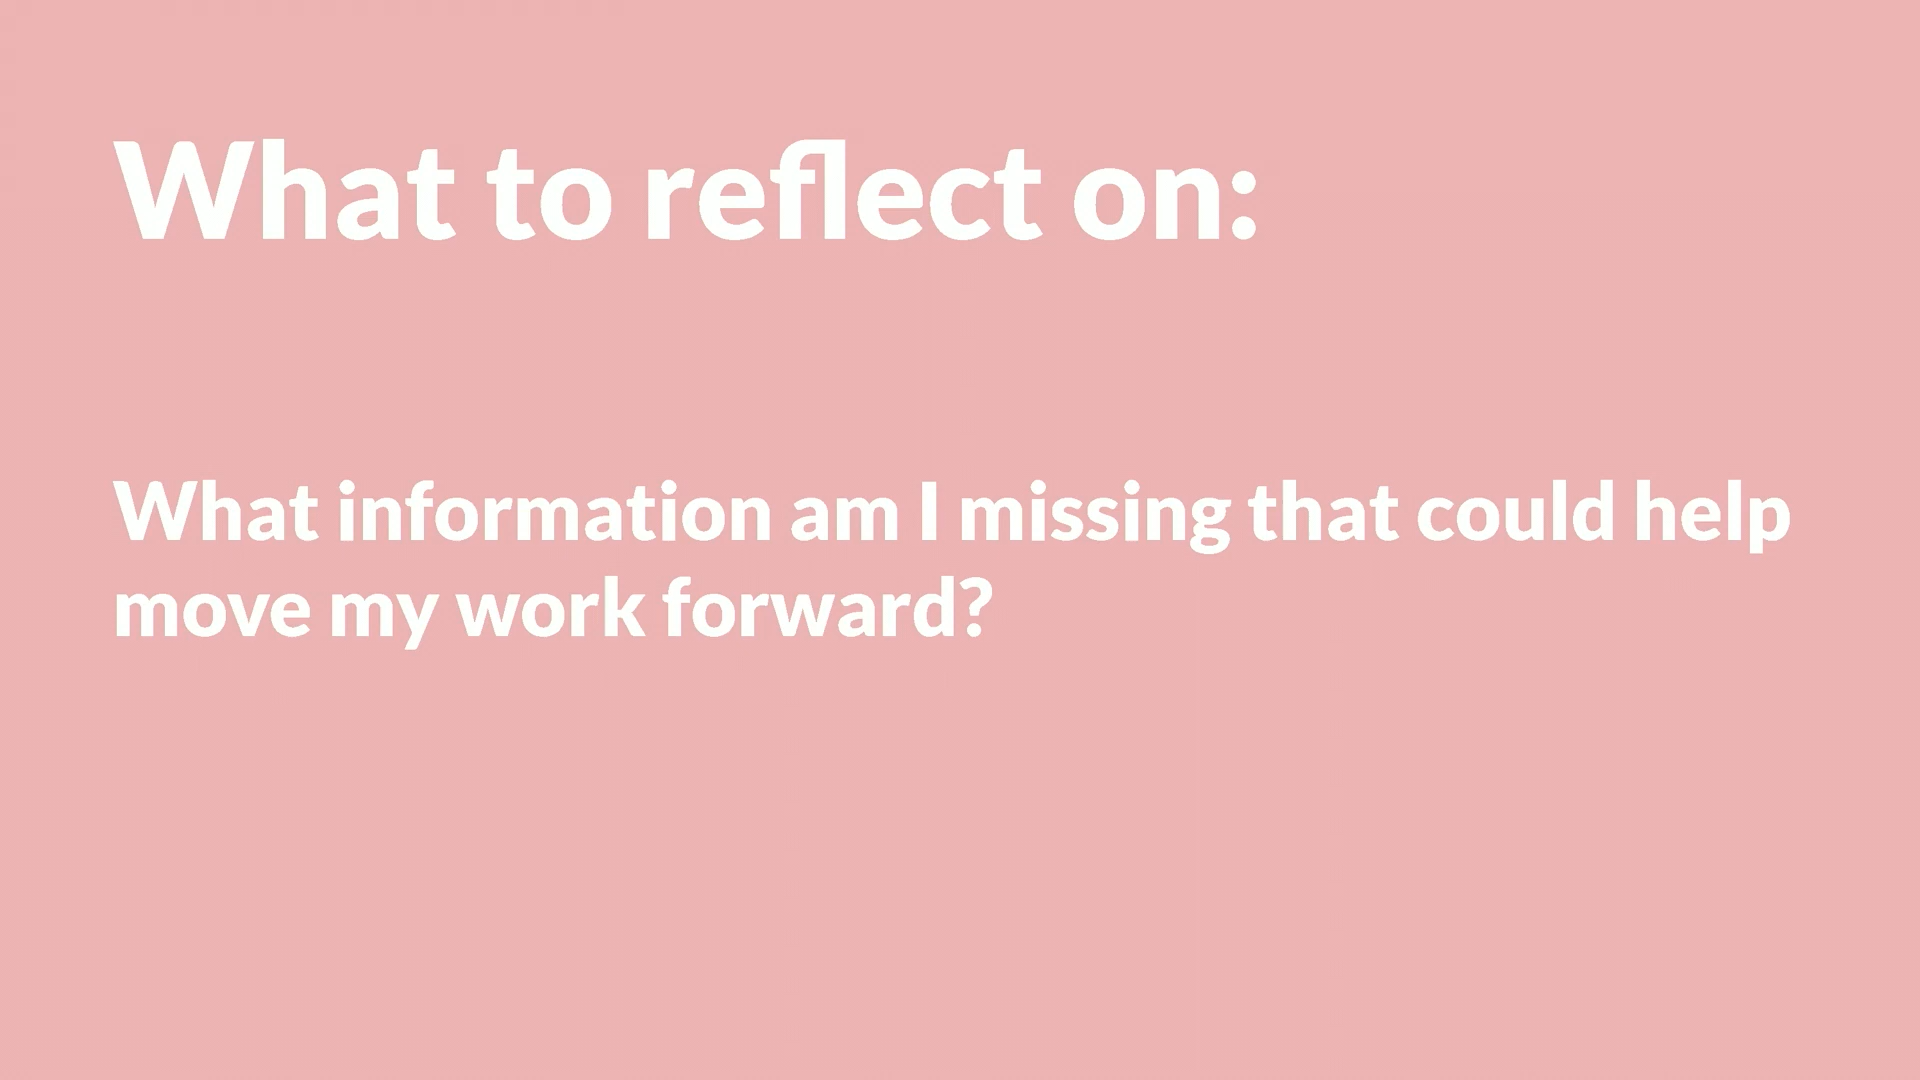 What to reflect on:
What information am I missing that could help
move my work forward?